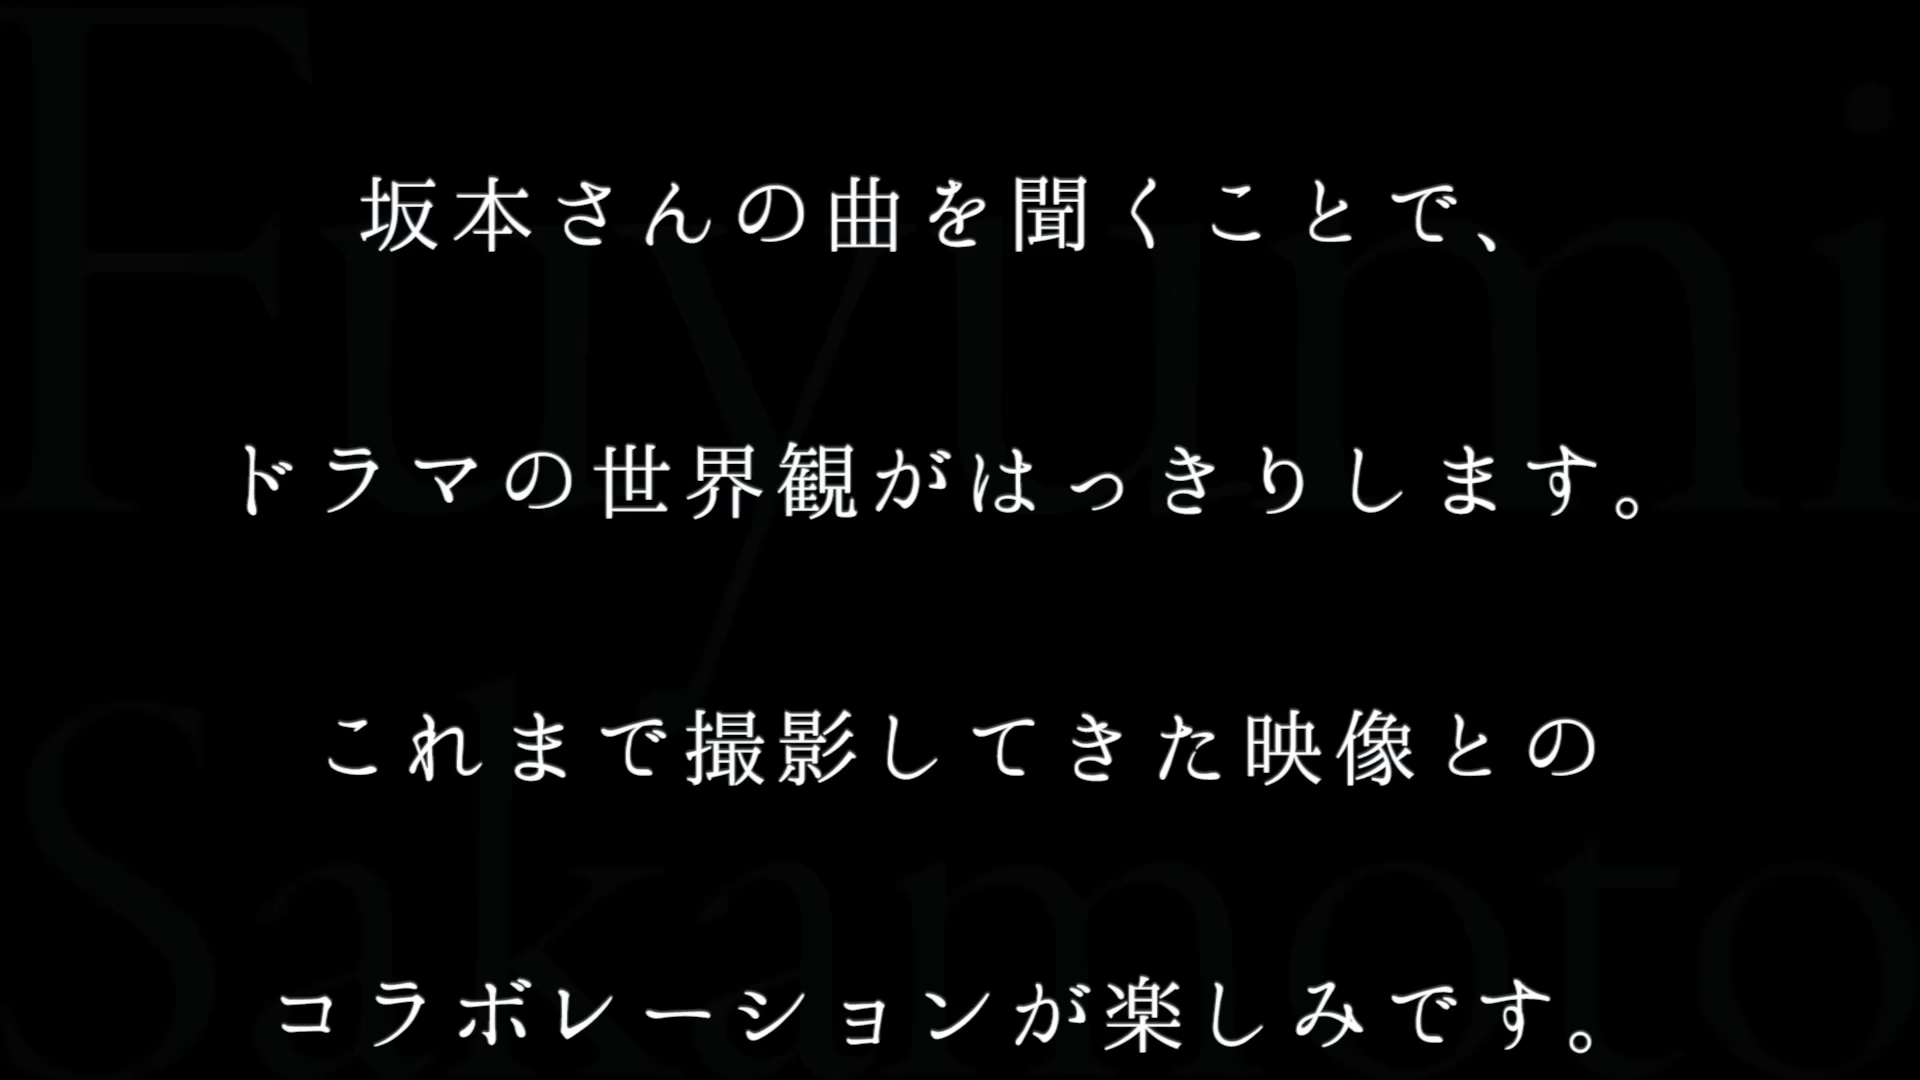 Fuyumi
Sakamoto
坂本さんの曲を聞くことで、
ドラマの世界観がはっきりします。
これまで撮影してきた映像との
コラボレーションが楽しみです。